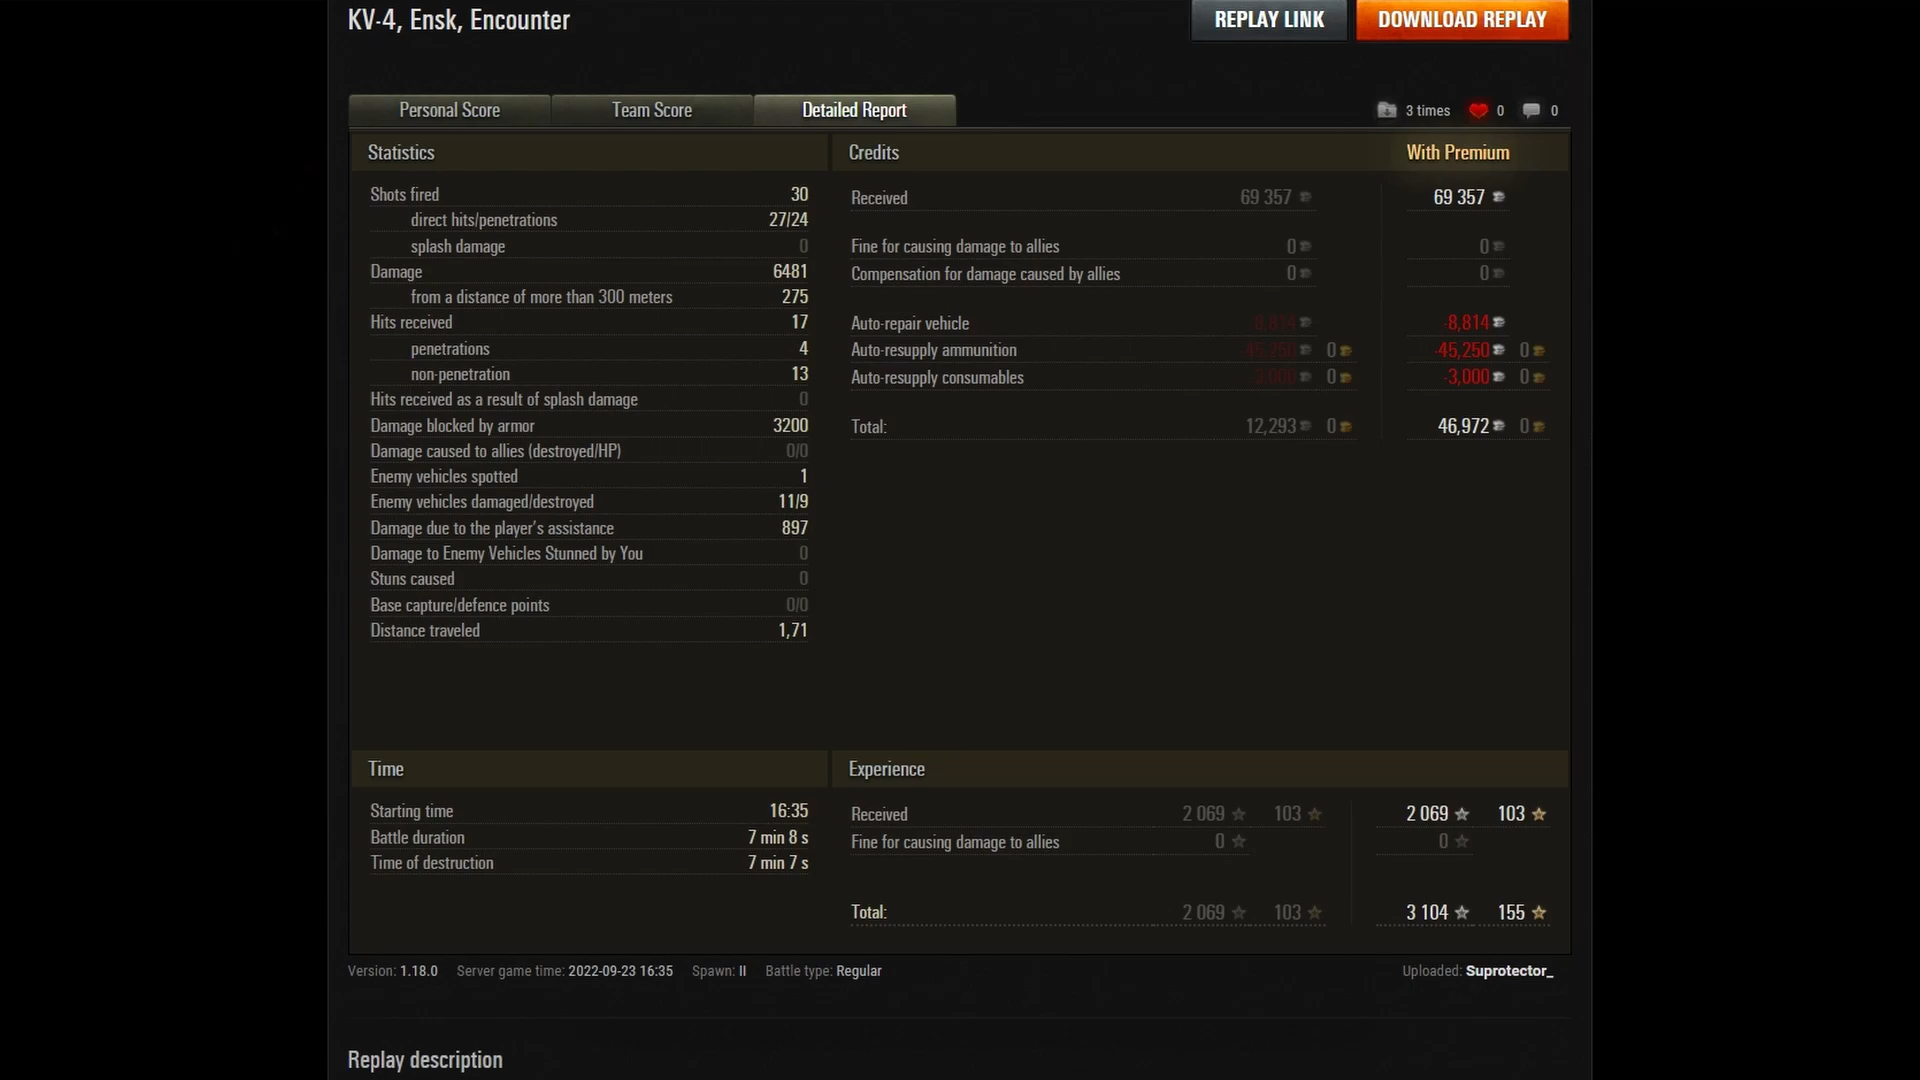 KV-4, Ensk, Encounter
REPLAY LINK
DOWNLOAD REPLAY
Personal Score
Team Score
Detailed Report
3 times
0
0
Statistics
Shots fired 30
direct hits/penetrations 27/24
splash damage 0
Damage 6481
from a distance of more than 300 meters 275
Hits received 17
penetrations 4
non-penetration 13
Hits received as a result of splash damage 0
Damage blocked by armor 3200
Damage caused to allies (destroyed/HP) 0/0
Enemy vehicles spotted 1
Enemy vehicles damaged/destroyed 11/9
Damage due to the player's assistance 897
Damage to Enemy Vehicles Stunned by You 0
Stuns caused 0
Base capture/defence points 0/0
Distance traveled 1,71
Credits With Premium
Received 69 357 69 357
Fine for causing damage to allies 0 0
Compensation for damage caused by allies 0 0
Auto-repair vehicle -8,814 -8,814
Auto-resupply ammunition -45,250 0 -45,250 0
Auto-resupply consumables -3,000 0 -3,000 0
Total: 12,293 0 46,972 0
Time
Starting time 16:35
Battle duration 7 min 8 s
Time of destruction 7 min 7 s
Experience
Received 2 069 103 2 069 103
Fine for causing damage to allies 0 0
Total: 2 069 103 3 104 155
Version: 1.18.0 Server game time: 2022-09-23 16:35 Spawn: II Battle type: Regular
Uploaded: Suprotector_
Replay description